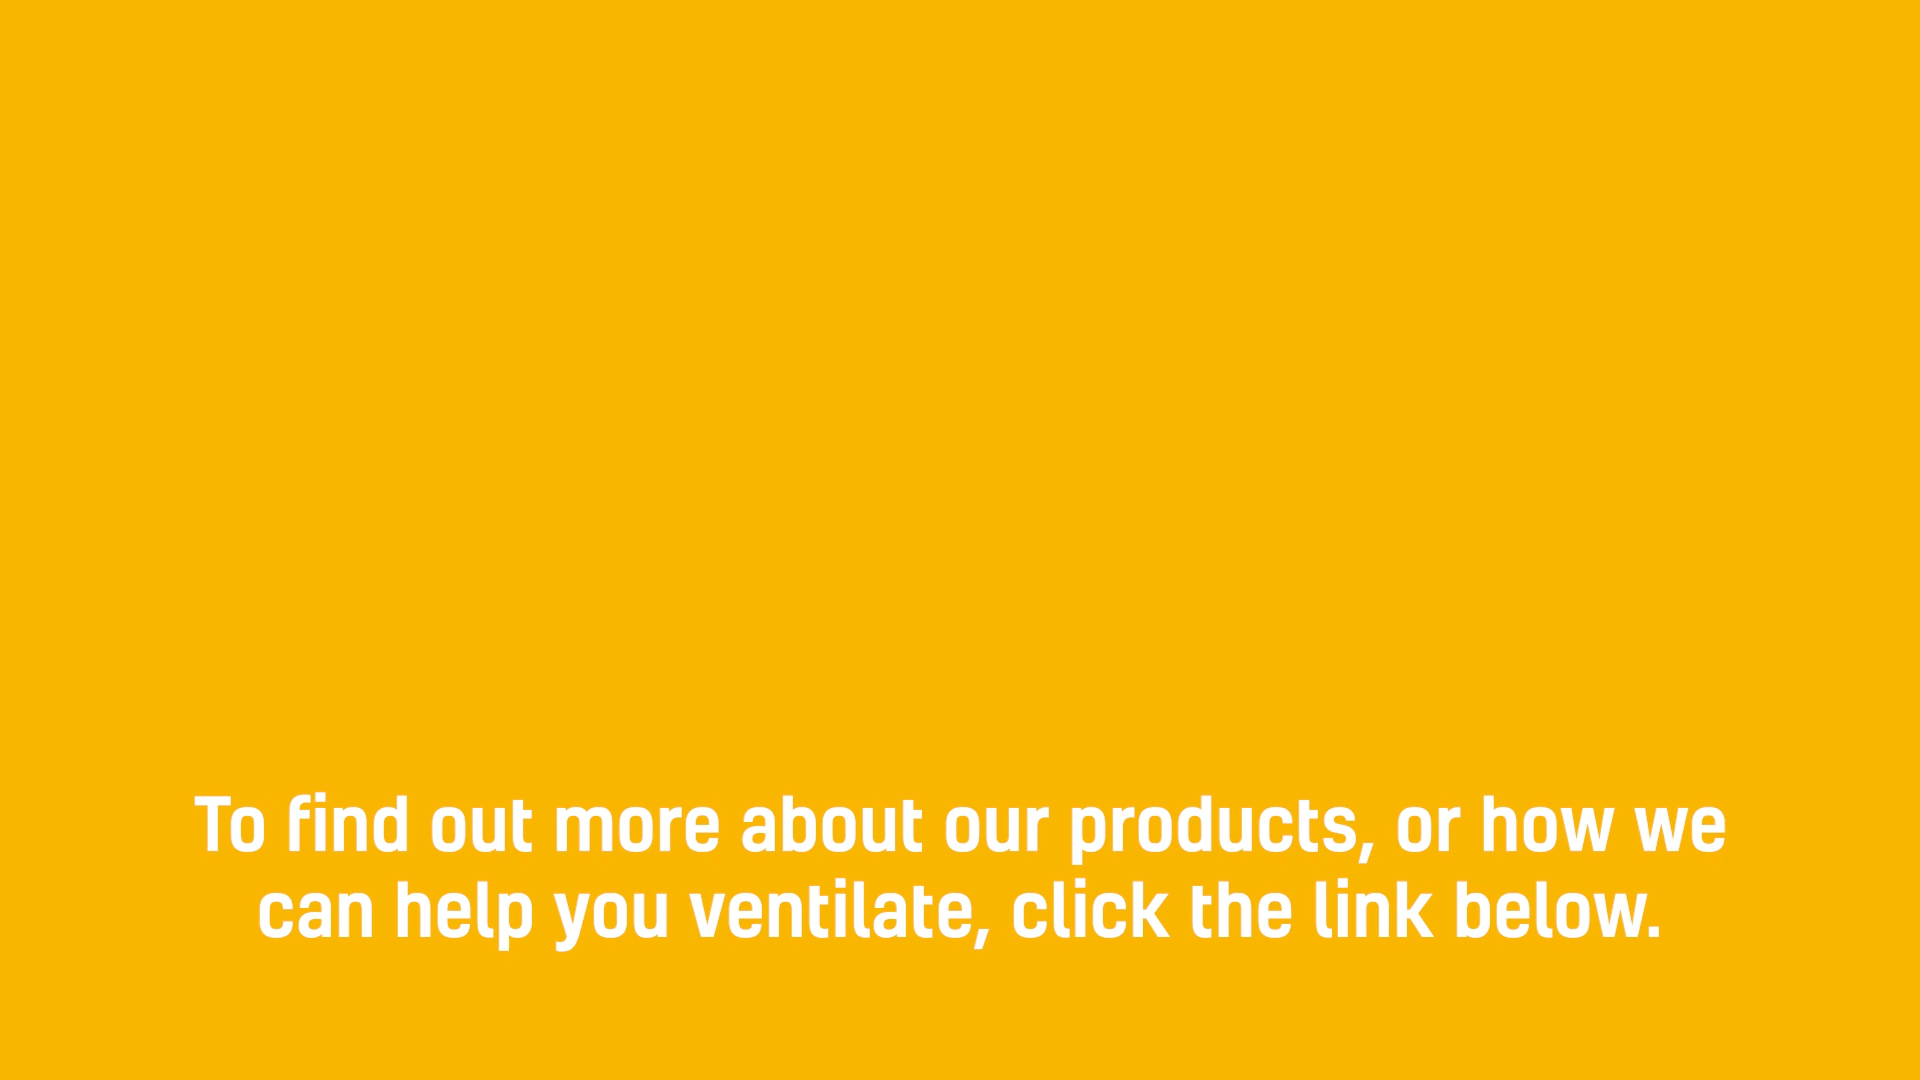 To find out more about our products, or how we
can help you ventilate, click the link below.